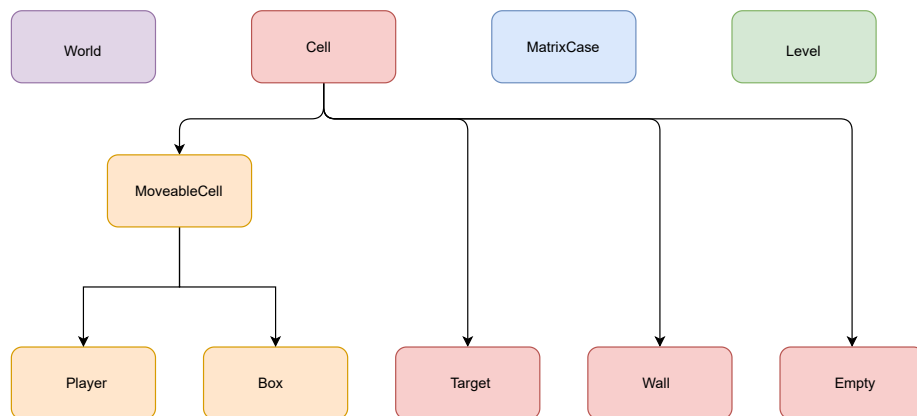 World
Cell
MatrixCase
Level
MoveableCell
Player
Box
Target
Wall
Empty